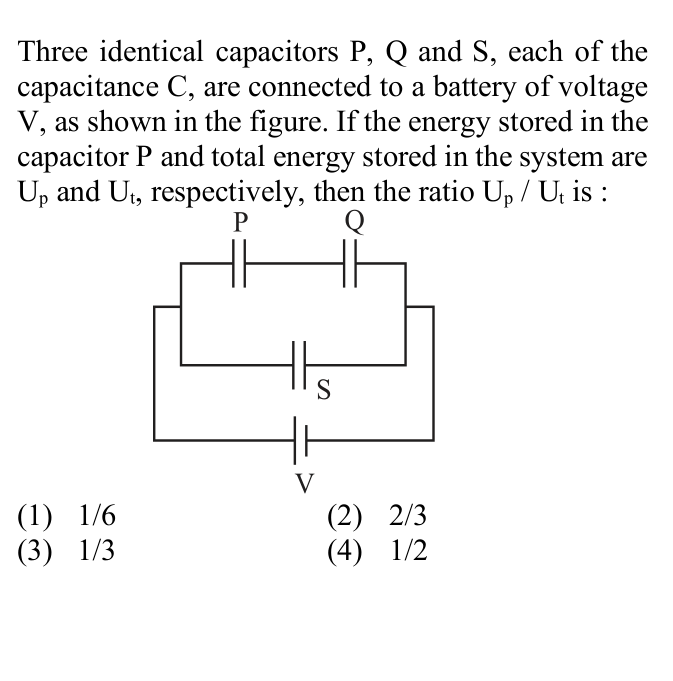 Three identical capacitors P, Q and S, each of the
capacitance C, are connected to a battery of voltage
V, as shown in the figure. If the energy stored in the
capacitor P and total energy stored in the system are
Uₚ and Uₜ, respectively, then the ratio Uₚ / Uₜ is :
P Q
S
V
(1) 1/6 (2) 2/3
(3) 1/3 (4) 1/2